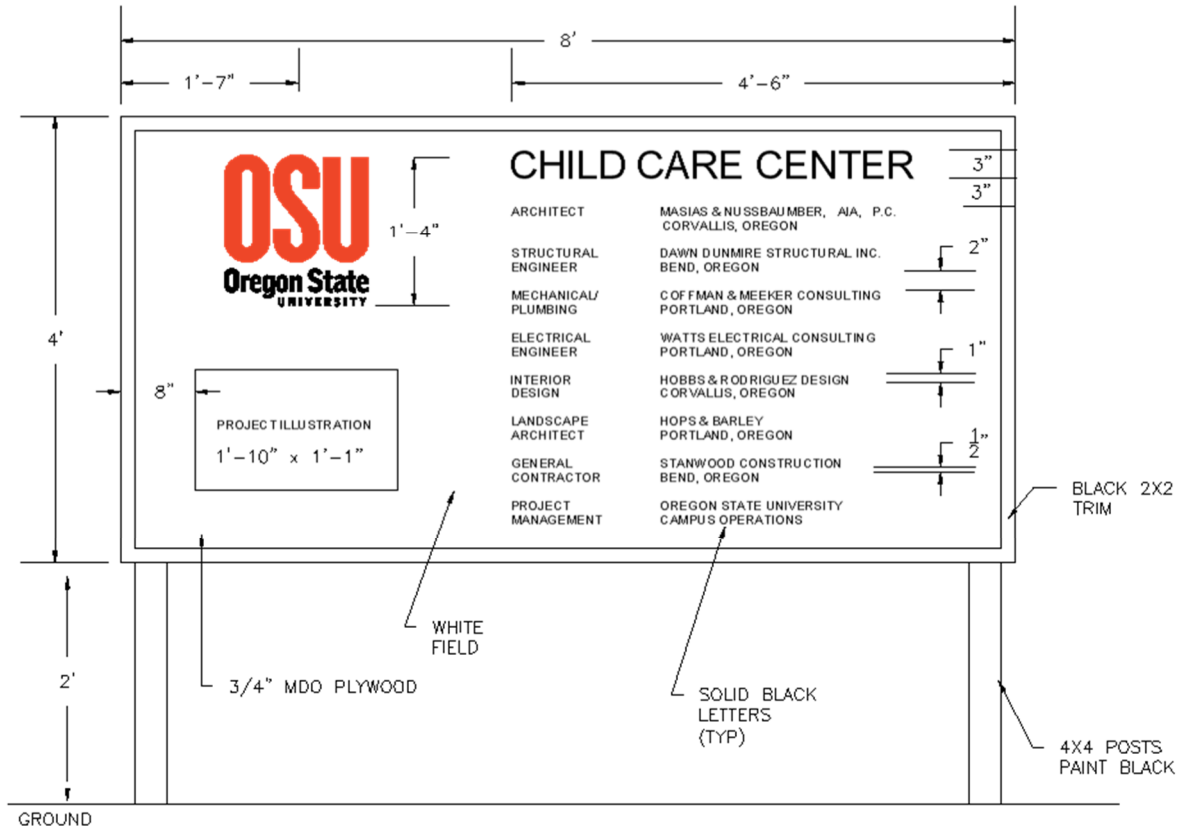 8'
1'-7"
4'-6"
OSU
Oregon State
UNIVERSITY
1'-4"
CHILD CARE CENTER
3"
3"
ARCHITECT MASIAS & NUSSBAUMBER, AIA, P.C.
CORVALLIS, OREGON
STRUCTURAL DAWN DUNMIRE STRUCTURAL INC.
ENGINEER BEND, OREGON
2"
MECHANICAL/ COFFMAN & MEEKER CONSULTING
PLUMBING PORTLAND, OREGON
4'
ELECTRICAL WATTS ELECTRICAL CONSULTING
ENGINEER PORTLAND, OREGON
1"
INTERIOR HOBBS & RODRIGUEZ DESIGN
DESIGN CORVALLIS, OREGON
8"
PROJECT ILLUSTRATION
1'-10" x 1'-1"
LANDSCAPE HOPS & BARLEY
ARCHITECT PORTLAND, OREGON
1/2"
GENERAL STANWOOD CONSTRUCTION
CONTRACTOR BEND, OREGON
PROJECT OREGON STATE UNIVERSITY
MANAGEMENT CAMPUS OPERATIONS
BLACK 2X2
TRIM
WHITE
FIELD
2'
3/4" MDO PLYWOOD
SOLID BLACK
LETTERS
(TYP)
4X4 POSTS
PAINT BLACK
GROUND